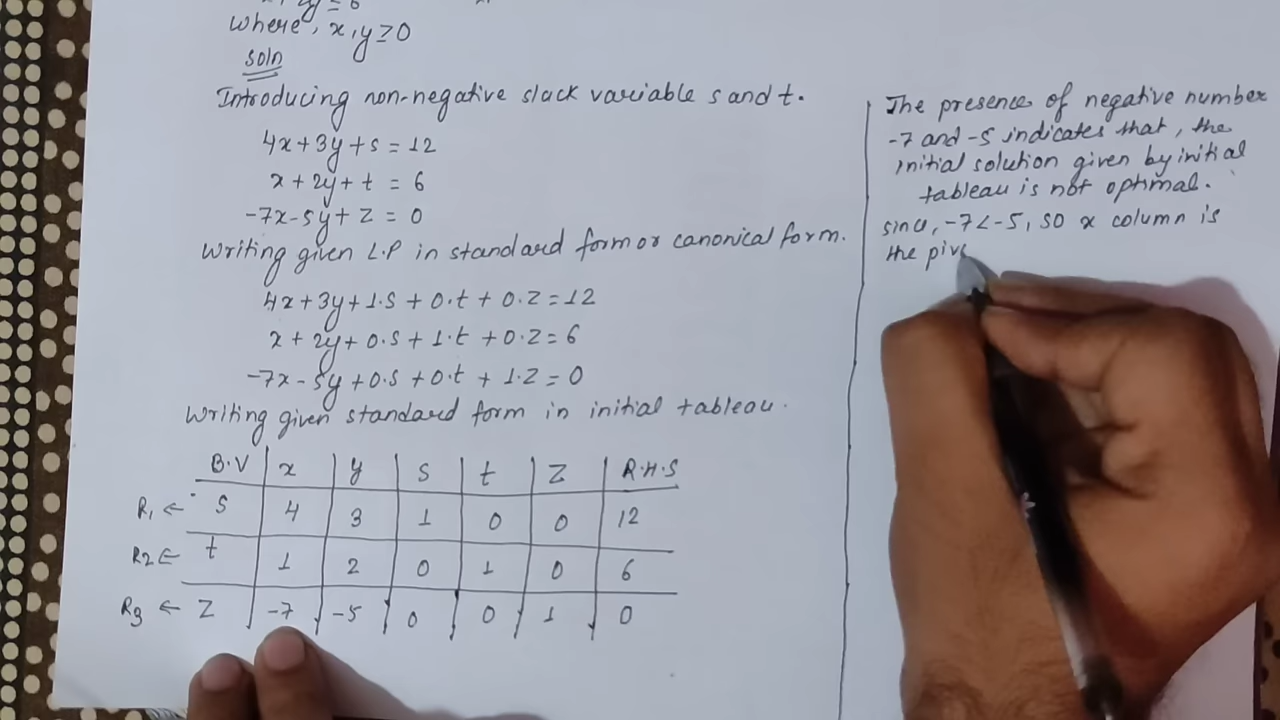 x, y = 6
where, x, y ≥ 0
soln
Introducing non-negative slack variable s and t.
4x + 3y + s = 12
x + 2y + t = 6
-7x - 5y + Z = 0
Writing given L.P in standard form or canonical form.
4x + 3y + 1.s + 0.t + 0.Z = 12
x + 2y + 0.s + 1.t + 0.Z = 6
-7x - 5y + 0.s + 0.t + 1.Z = 0
Writing given standard form in initial tableau.
B.V x y S t Z R.H.S
R1 ← S 4 3 1 0 0 12
R2 ← t 1 2 0 1 0 6
R3 ← Z -7 -5 0 0 1 0
The presence of negative number
-7 and -5 indicates that, the
initial solution given by initial
tableau is not optimal.
since, -7 < -5, so x column is
the piv